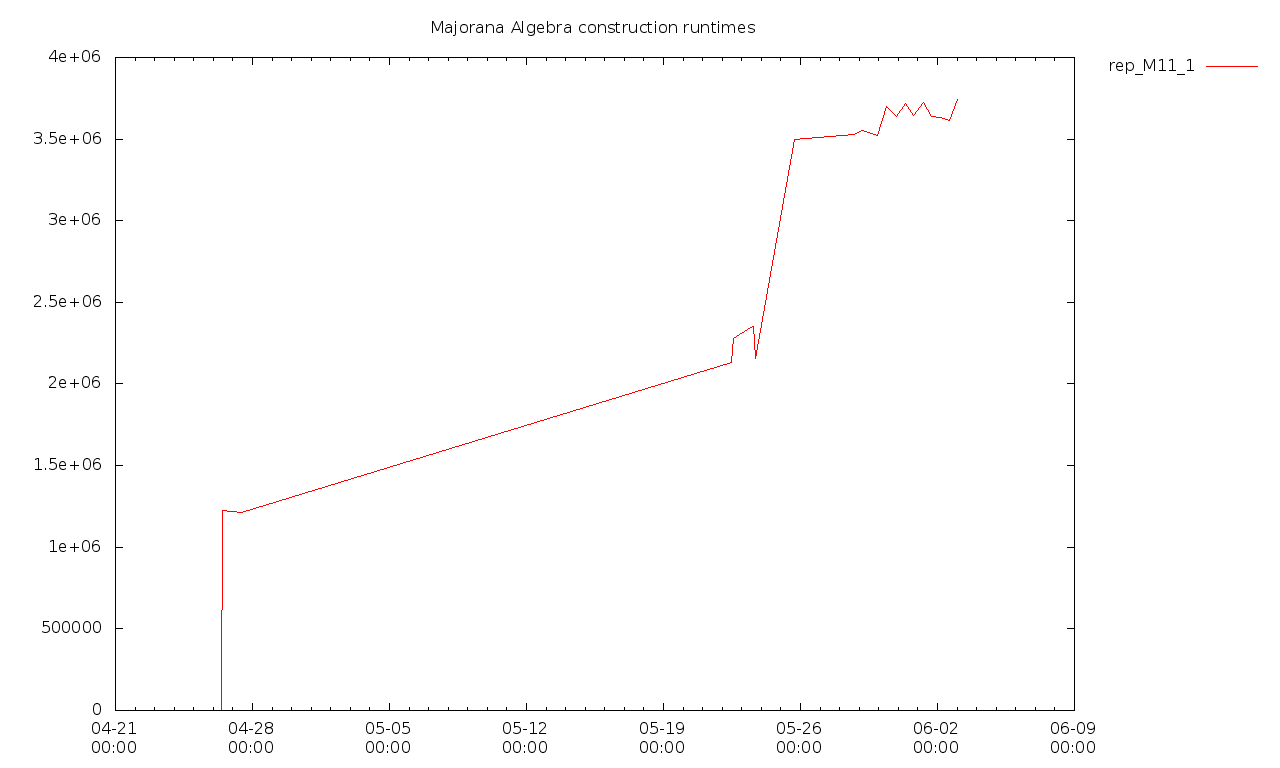 Majorana Algebra construction runtimes
rep_M11_1
4e+06
3.5e+06
3e+06
2.5e+06
2e+06
1.5e+06
1e+06
500000
0
04-21 04-28 05-05 05-12 05-19 05-26 06-02 06-09
00:00 00:00 00:00 00:00 00:00 00:00 00:00 00:00